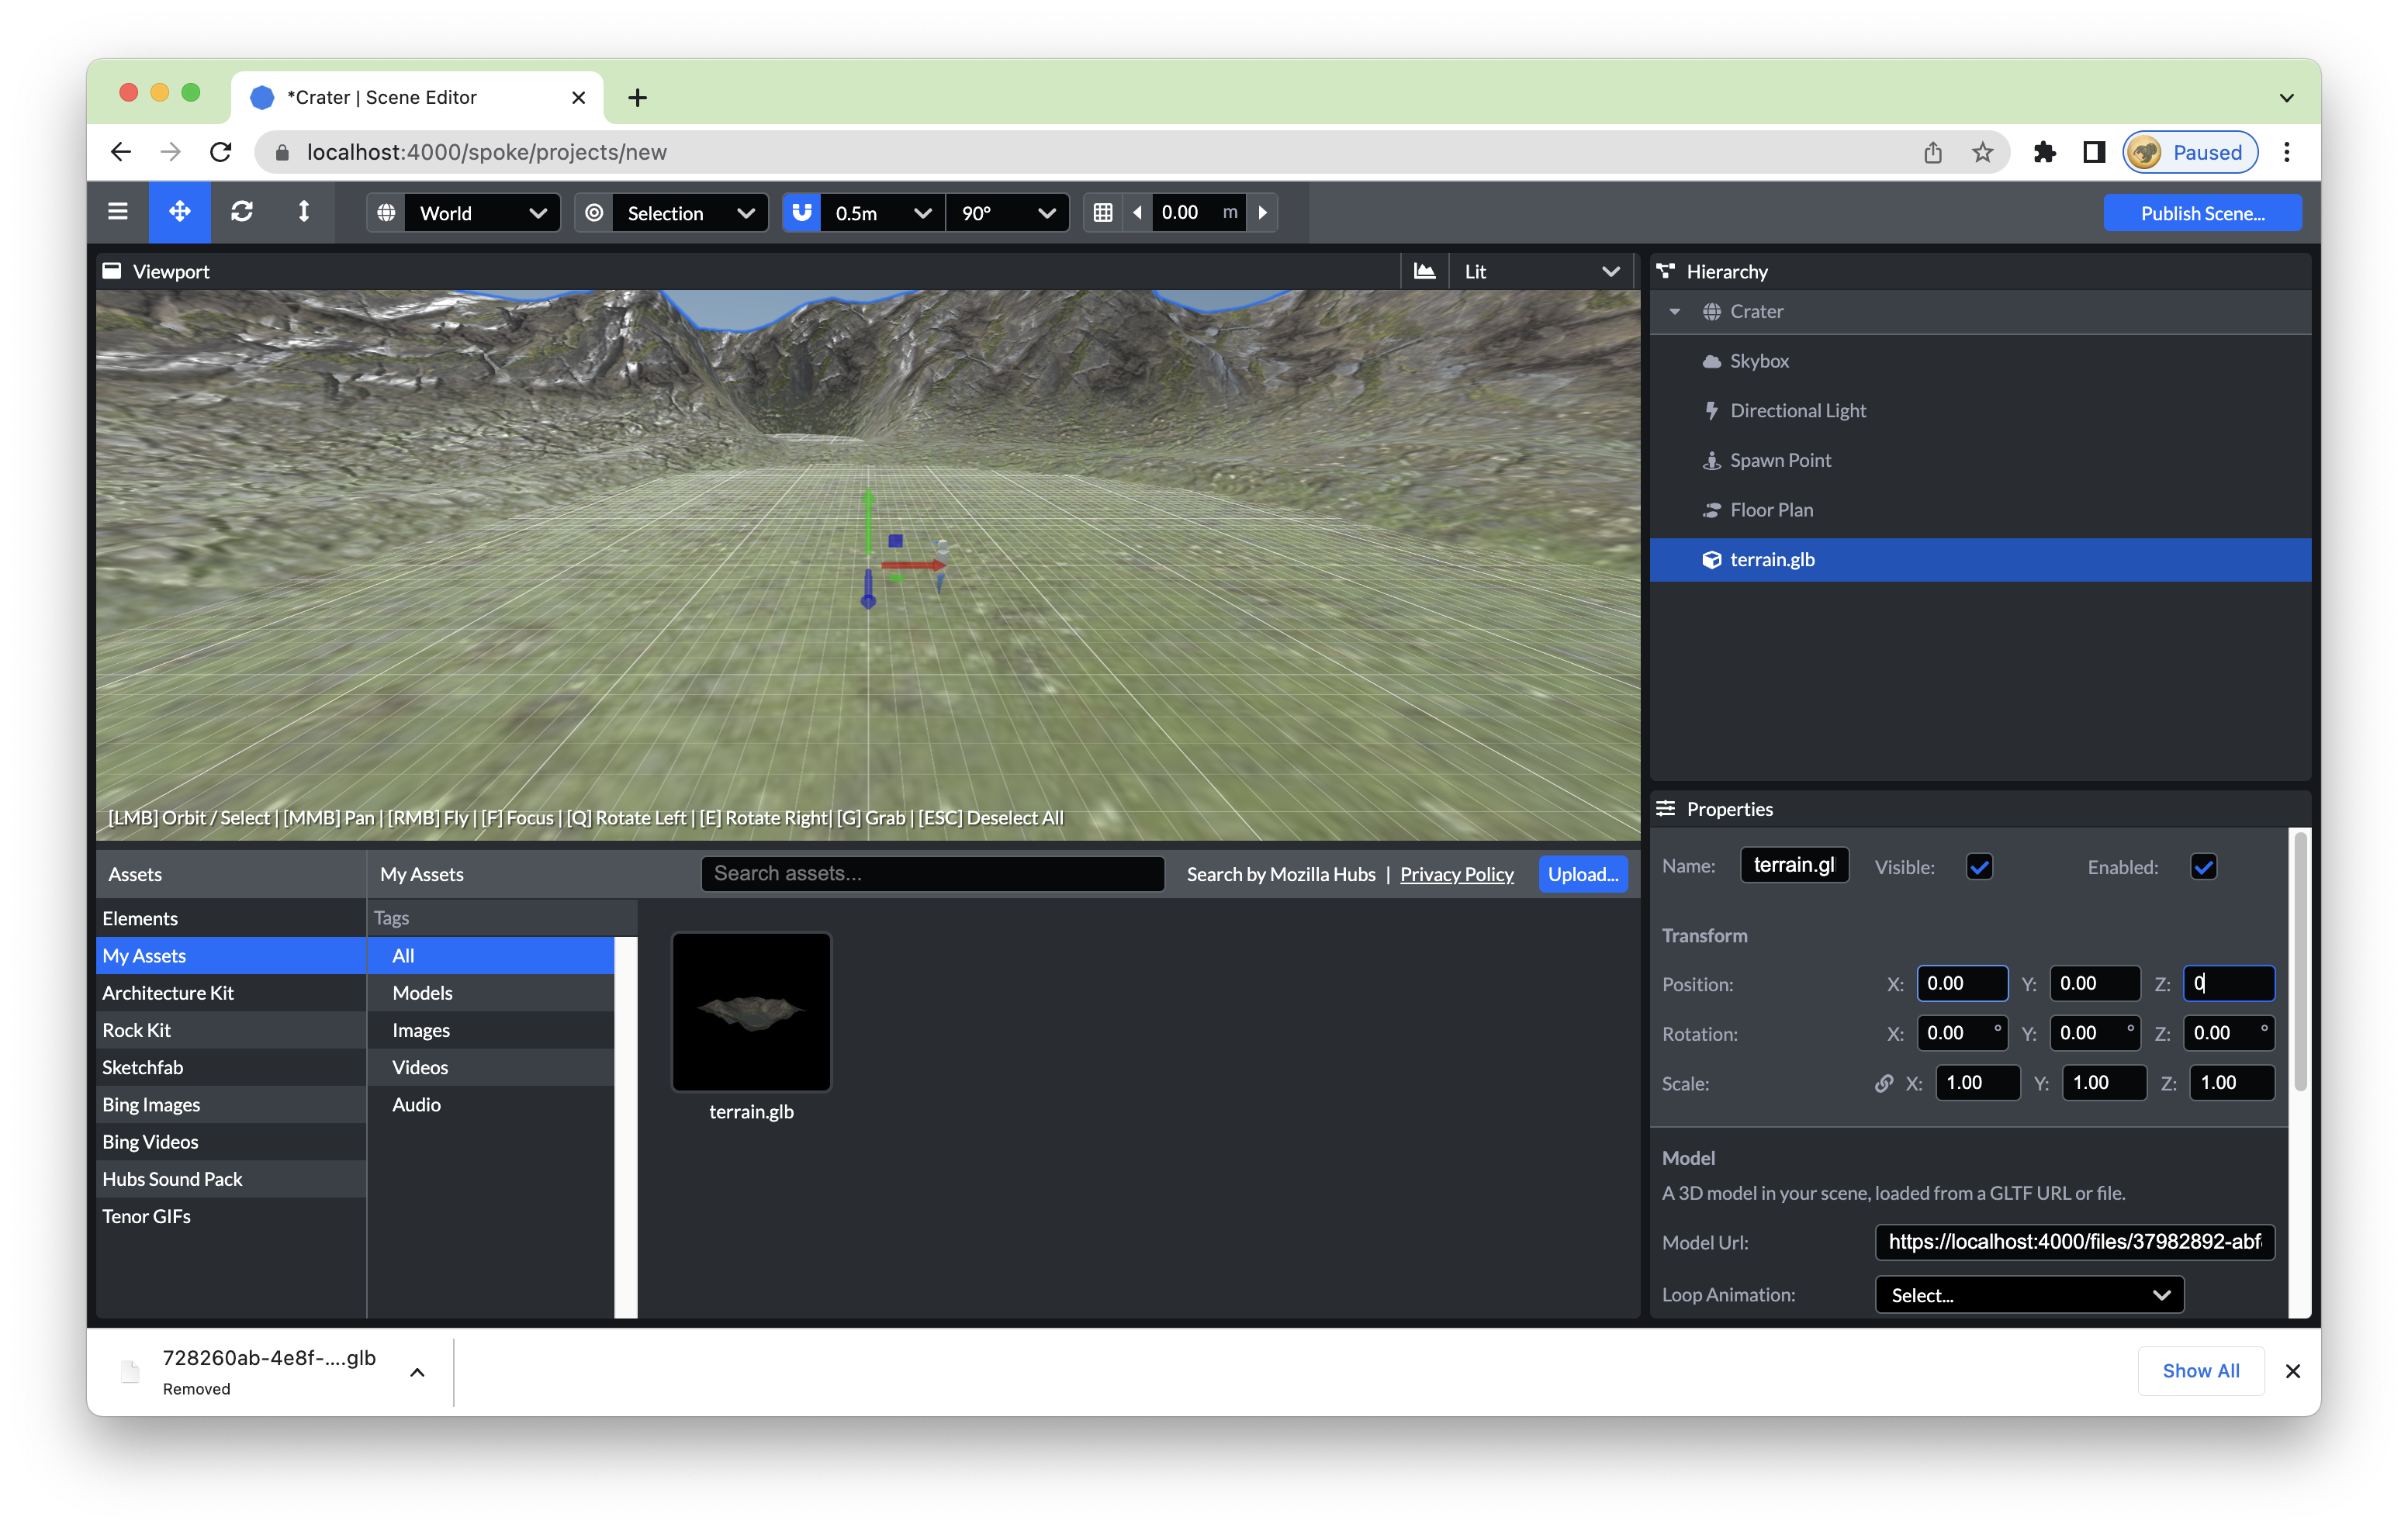 *Crater | Scene Editor
localhost:4000/spoke/projects/new
Paused
World
Selection
0.5m
90°
0.00 m
Publish Scene...
Viewport
Lit
[LMB] Orbit / Select | [MMB] Pan | [RMB] Fly | [F] Focus | [Q] Rotate Left | [E] Rotate Right| [G] Grab | [ESC] Deselect All
Hierarchy
Crater
Skybox
Directional Light
Spawn Point
Floor Plan
terrain.glb
Assets
Elements
My Assets
Architecture Kit
Rock Kit
Sketchfab
Bing Images
Bing Videos
Hubs Sound Pack
Tenor GIFs
My Assets
Search assets...
Search by Mozilla Hubs | Privacy Policy
Upload...
Tags
All
Models
Images
Videos
Audio
terrain.glb
Properties
Name: terrain.gl Visible: Enabled:
Transform
Position: X: 0.00 Y: 0.00 Z: 0
Rotation: X: 0.00 ° Y: 0.00 ° Z: 0.00 °
Scale: X: 1.00 Y: 1.00 Z: 1.00
Model
A 3D model in your scene, loaded from a GLTF URL or file.
Model Url: https://localhost:4000/files/37982892-abf
Loop Animation: Select...
728260ab-4e8f-....glb
Removed
Show All